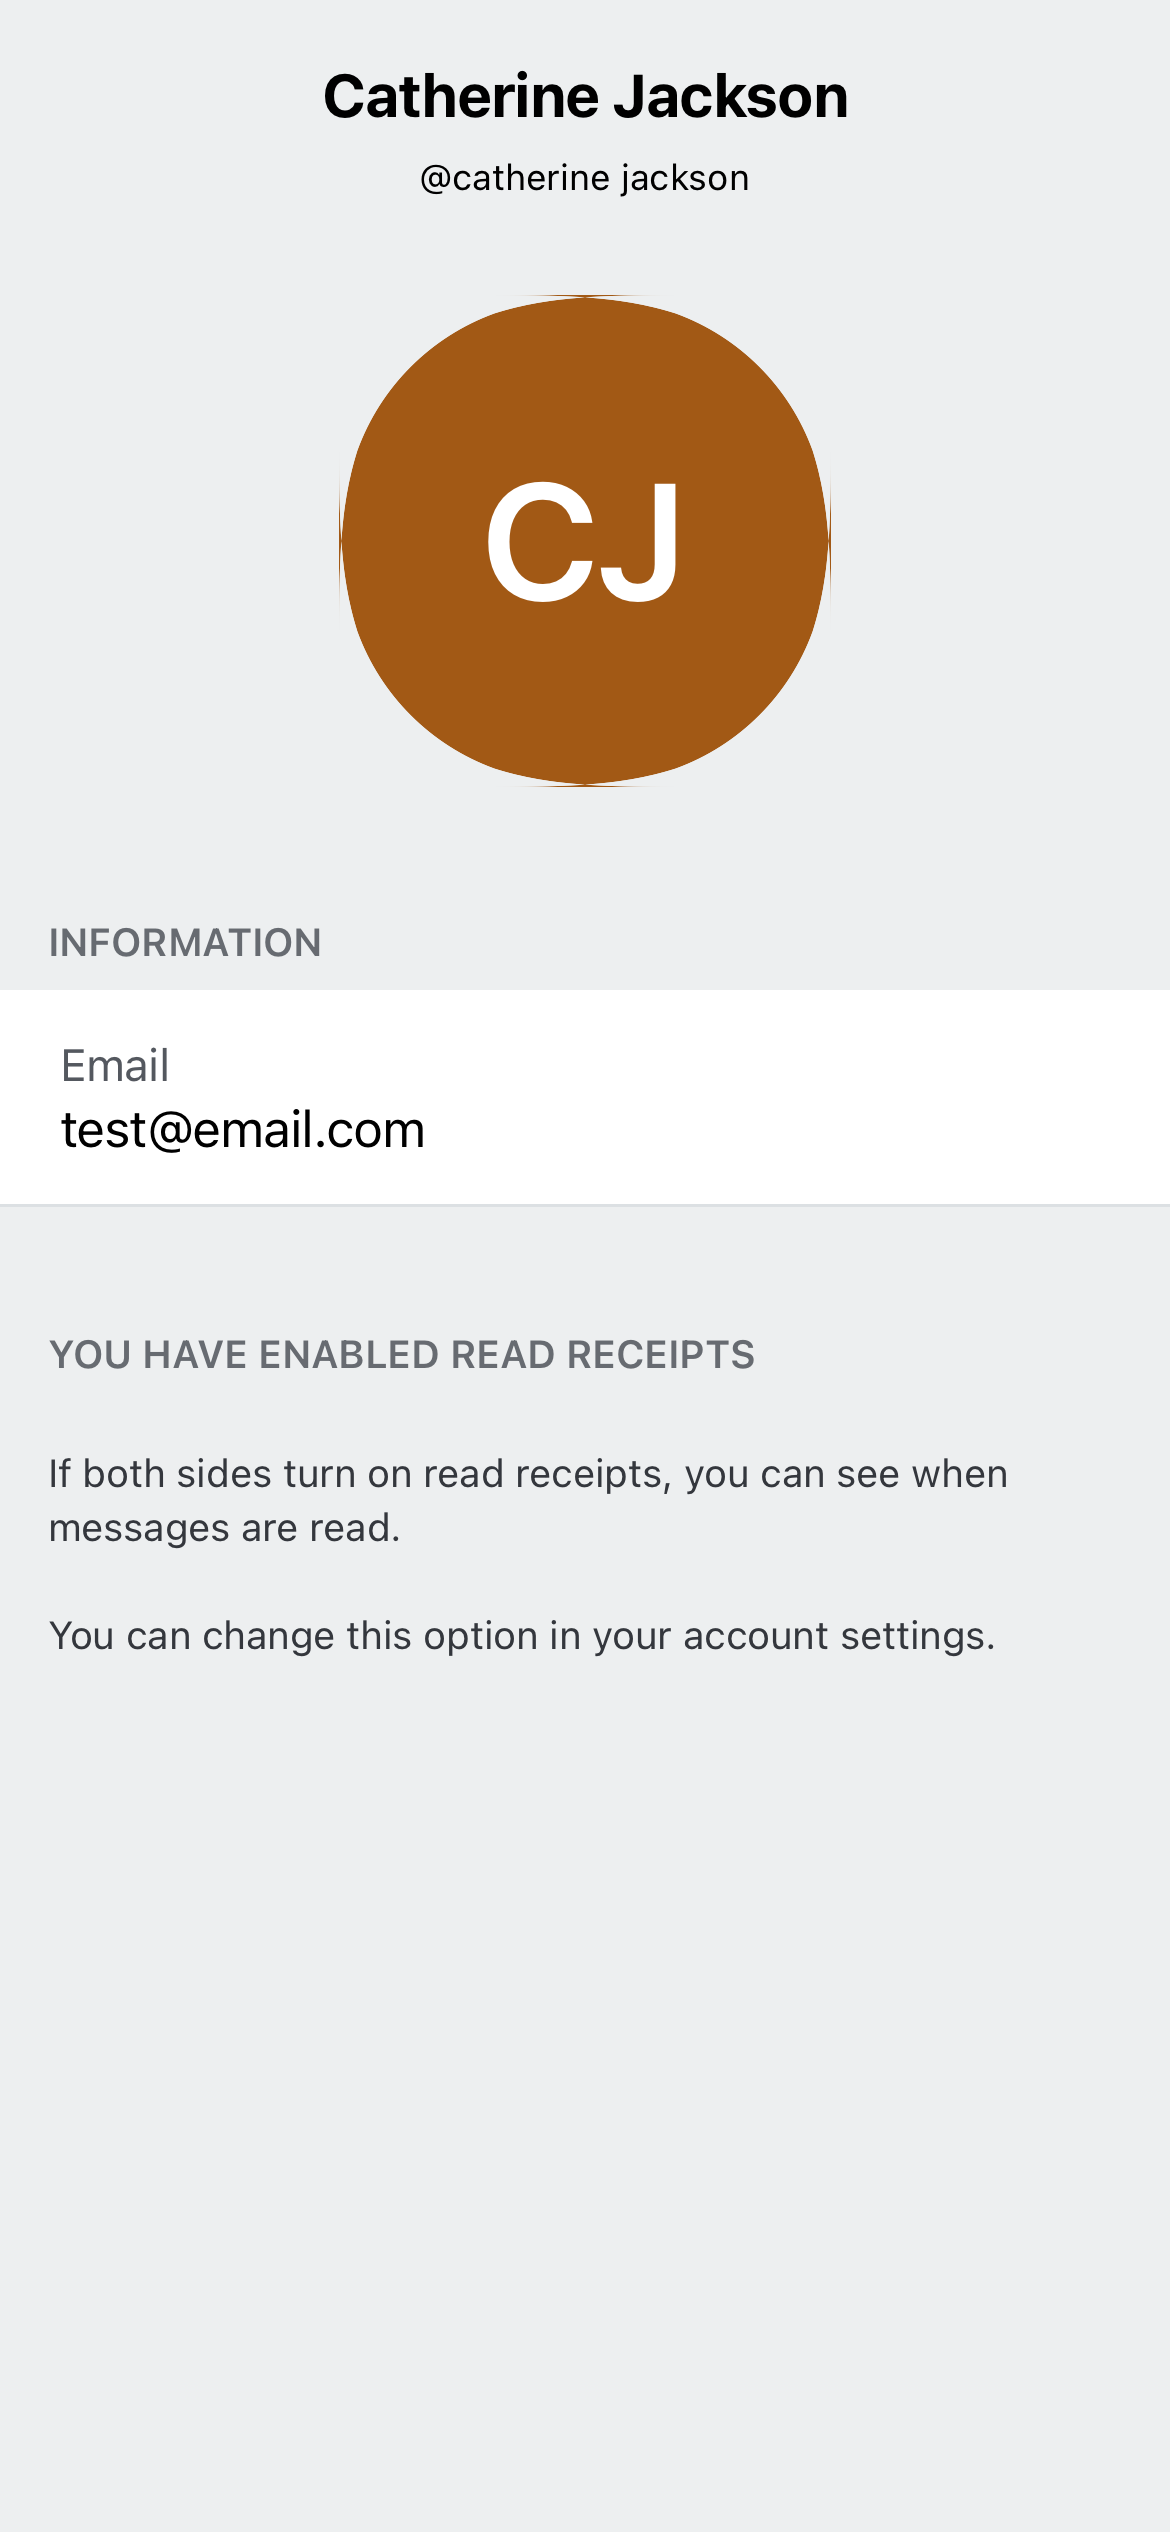 Catherine Jackson
@catherine jackson
CJ
INFORMATION
Email
test@email.com
YOU HAVE ENABLED READ RECEIPTS
If both sides turn on read receipts, you can see when
messages are read.
You can change this option in your account settings.